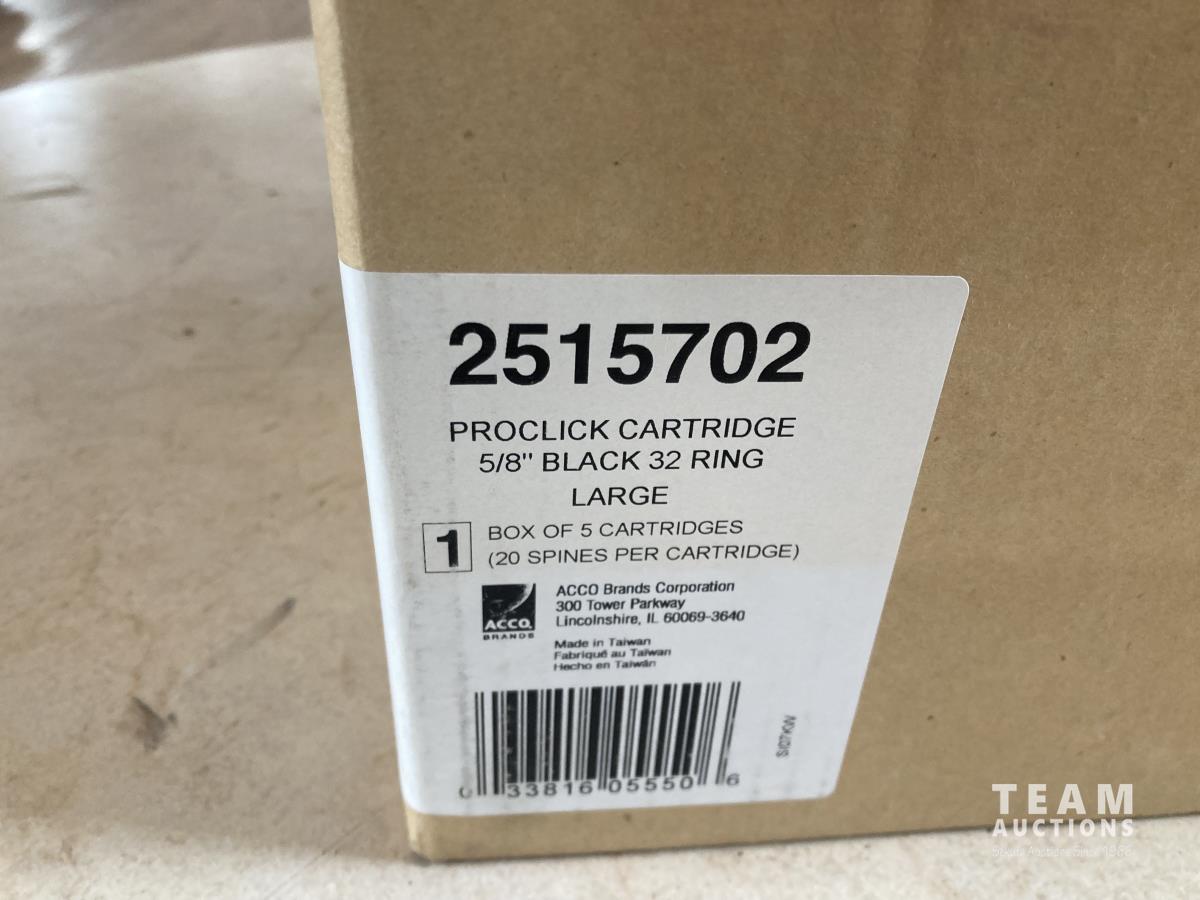 2515702
PROCLICK CARTRIDGE
5/8" BLACK 32 RING
LARGE
1
BOX OF 5 CARTRIDGES
(20 SPINES PER CARTRIDGE)
ACCO
BRANDS
ACCO Brands Corporation
300 Tower Parkway
Lincolnshire, IL 60069-3640
Made in Taiwan
Fabriqué au Taïwan
Hecho en Taiwán
0 33816 05550 6
TEAM
AUCTIONS